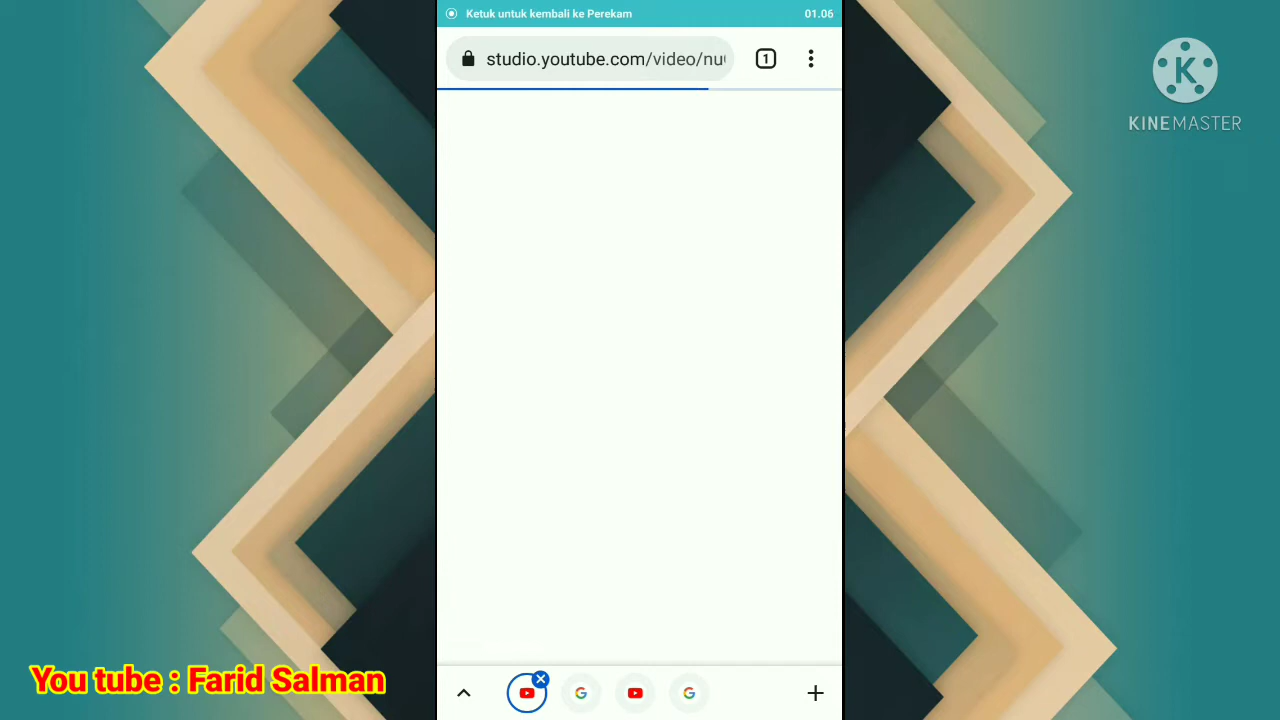 Ketuk untuk kembali ke Perekam 01.06
studio.youtube.com/video/nu
1
K
KINEMASTER
You tube : Farid Salman